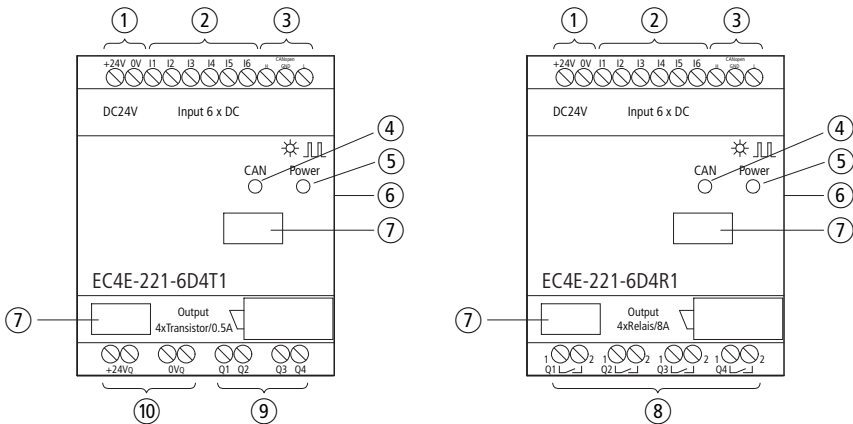 1 2 3
+24V 0V I1 I2 I3 I4 I5 I6 H CANopen GND L
DC24V Input 6 x DC
4
CAN Power 5
6
7
EC4E-221-6D4T1
7
Output
4xTransistor/0.5A
+24VQ 0VQ Q1 Q2 Q3 Q4
10 9
1 2 3
+24V 0V I1 I2 I3 I4 I5 I6 H CANopen GND L
DC24V Input 6 x DC
4
CAN Power 5
6
7
EC4E-221-6D4R1
7
Output
4xRelais/8A
1 2 1 2 1 2 1 2
Q1 Q2 Q3 Q4
8